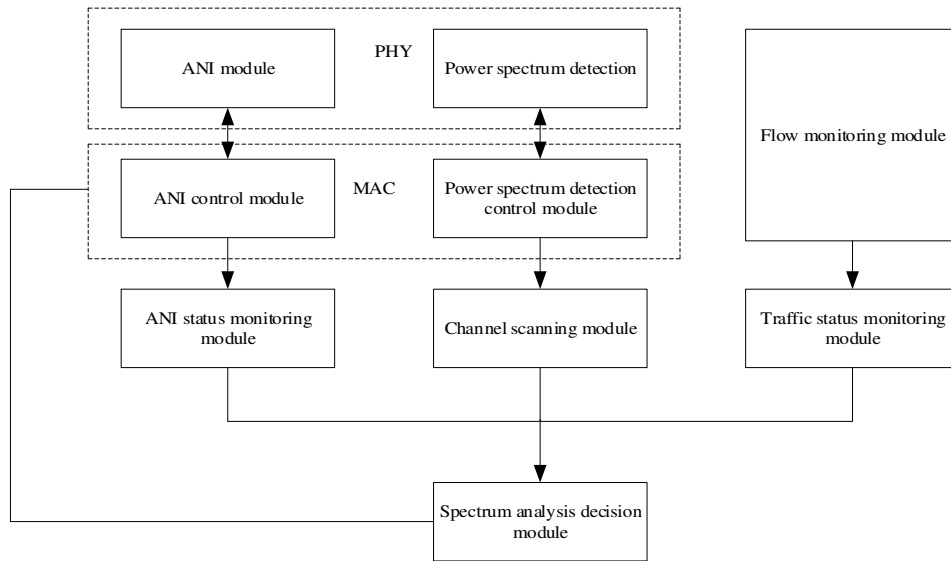 ANI module
PHY
Power spectrum detection
Flow monitoring module
ANI control module
MAC
Power spectrum detection
control module
ANI status monitoring
module
Channel scanning module
Traffic status monitoring
module
Spectrum analysis decision
module